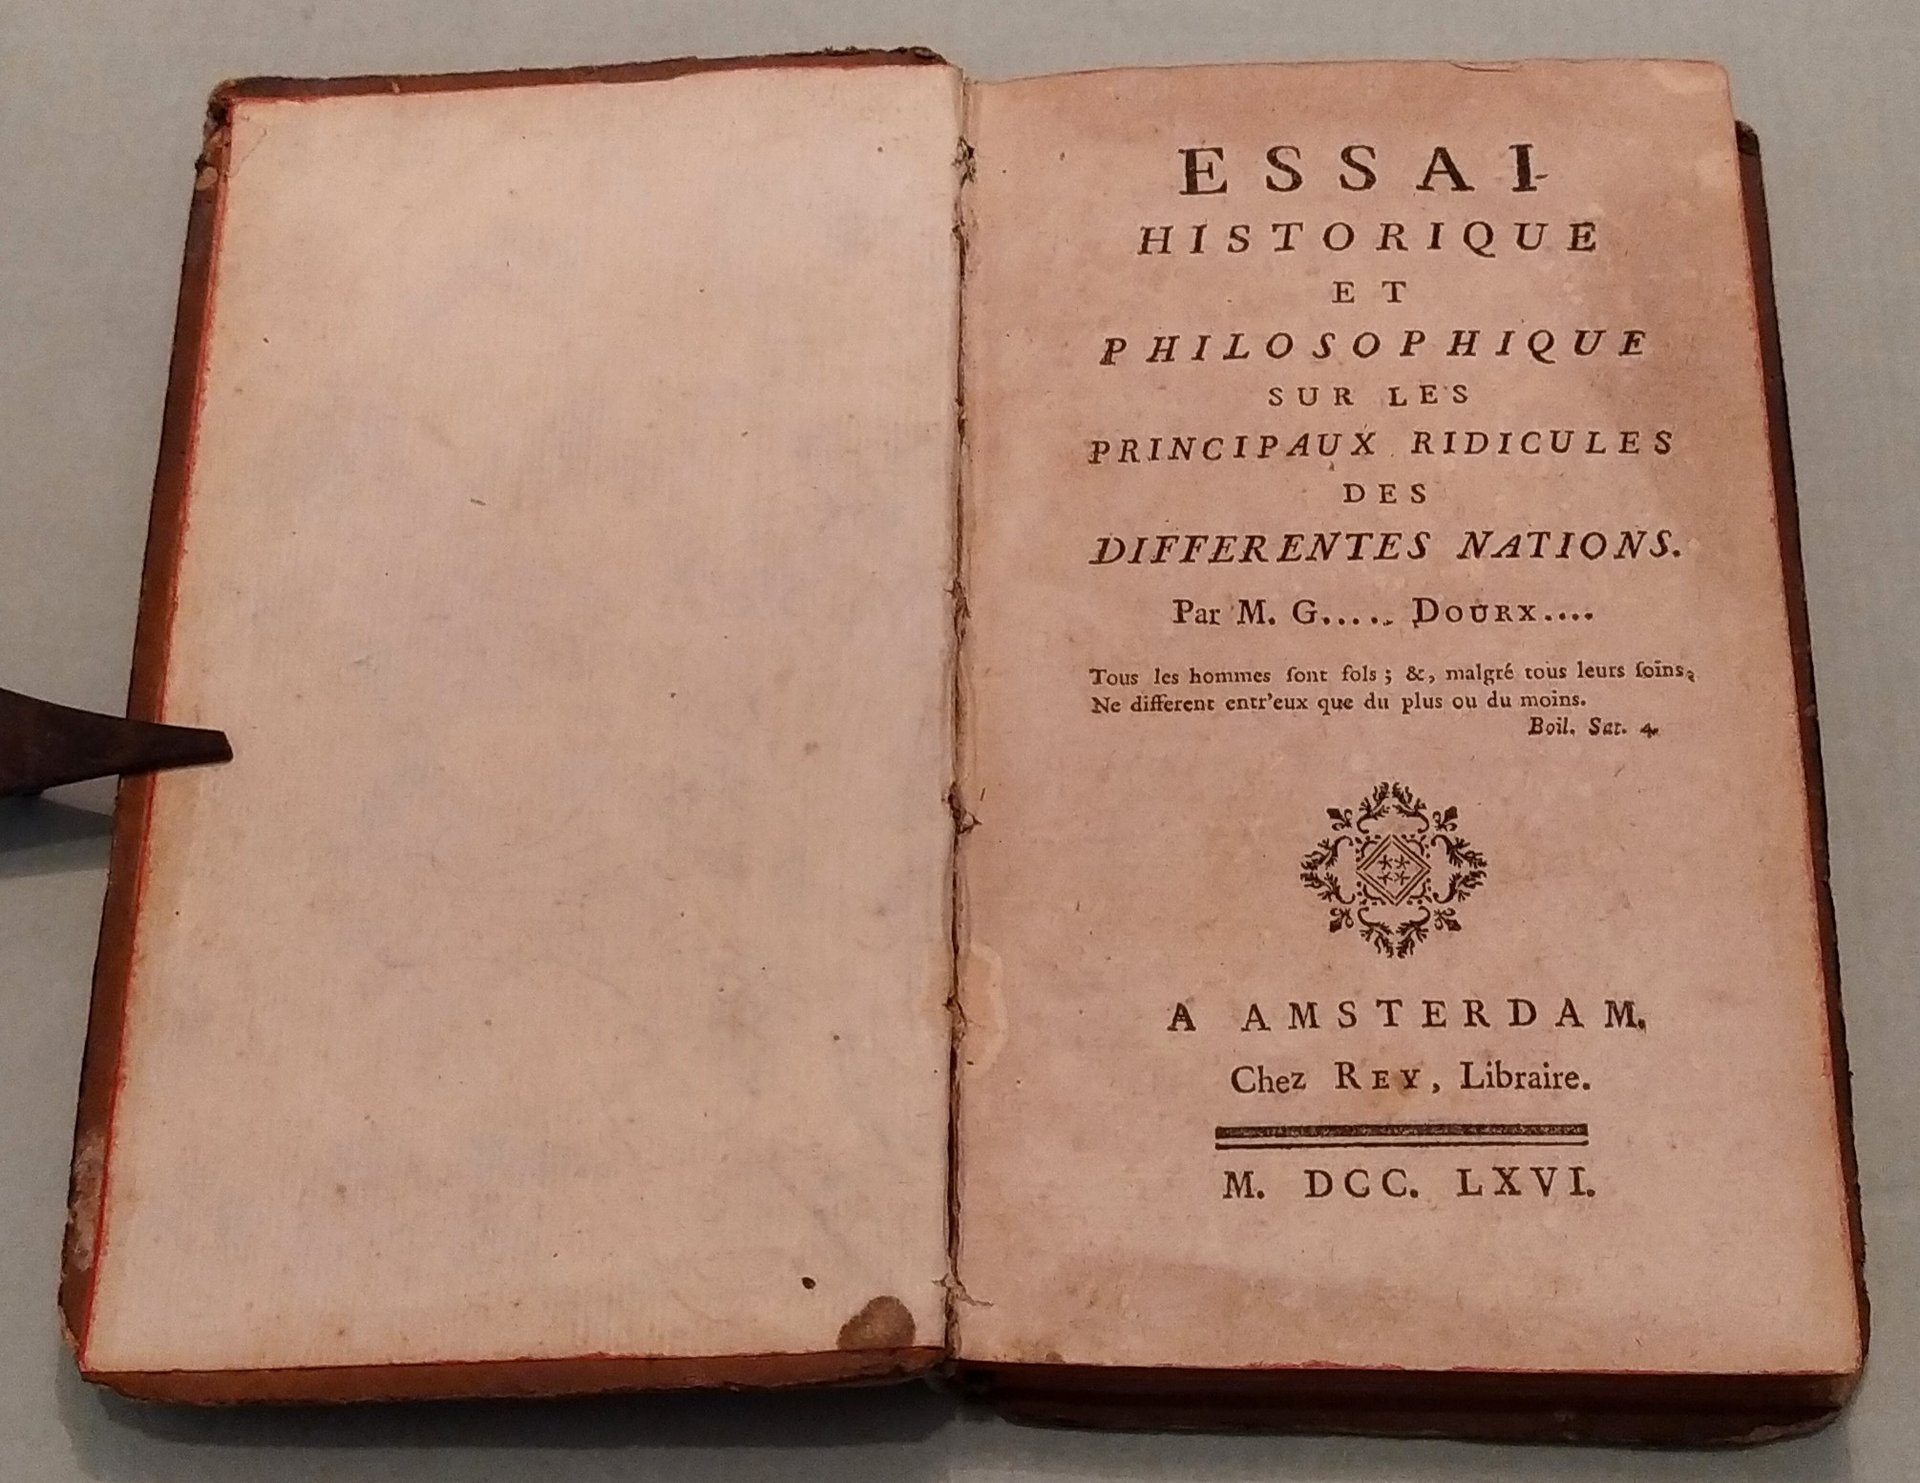 ESSAI
HISTORIQUE
ET
PHILOSOPHIQUE
SUR LES
PRINCIPAUX RIDICULES
DES
DIFFERENTES NATIONS.
Par M. G..... DOURX....
Tous les hommes ſont fols ; &, malgré tous leurs ſoins,
Ne different entr'eux que du plus ou du moins.
Boil. Sat. 4.
A AMSTERDAM.
Chez REY, Libraire.
M. DCC. LXVI.